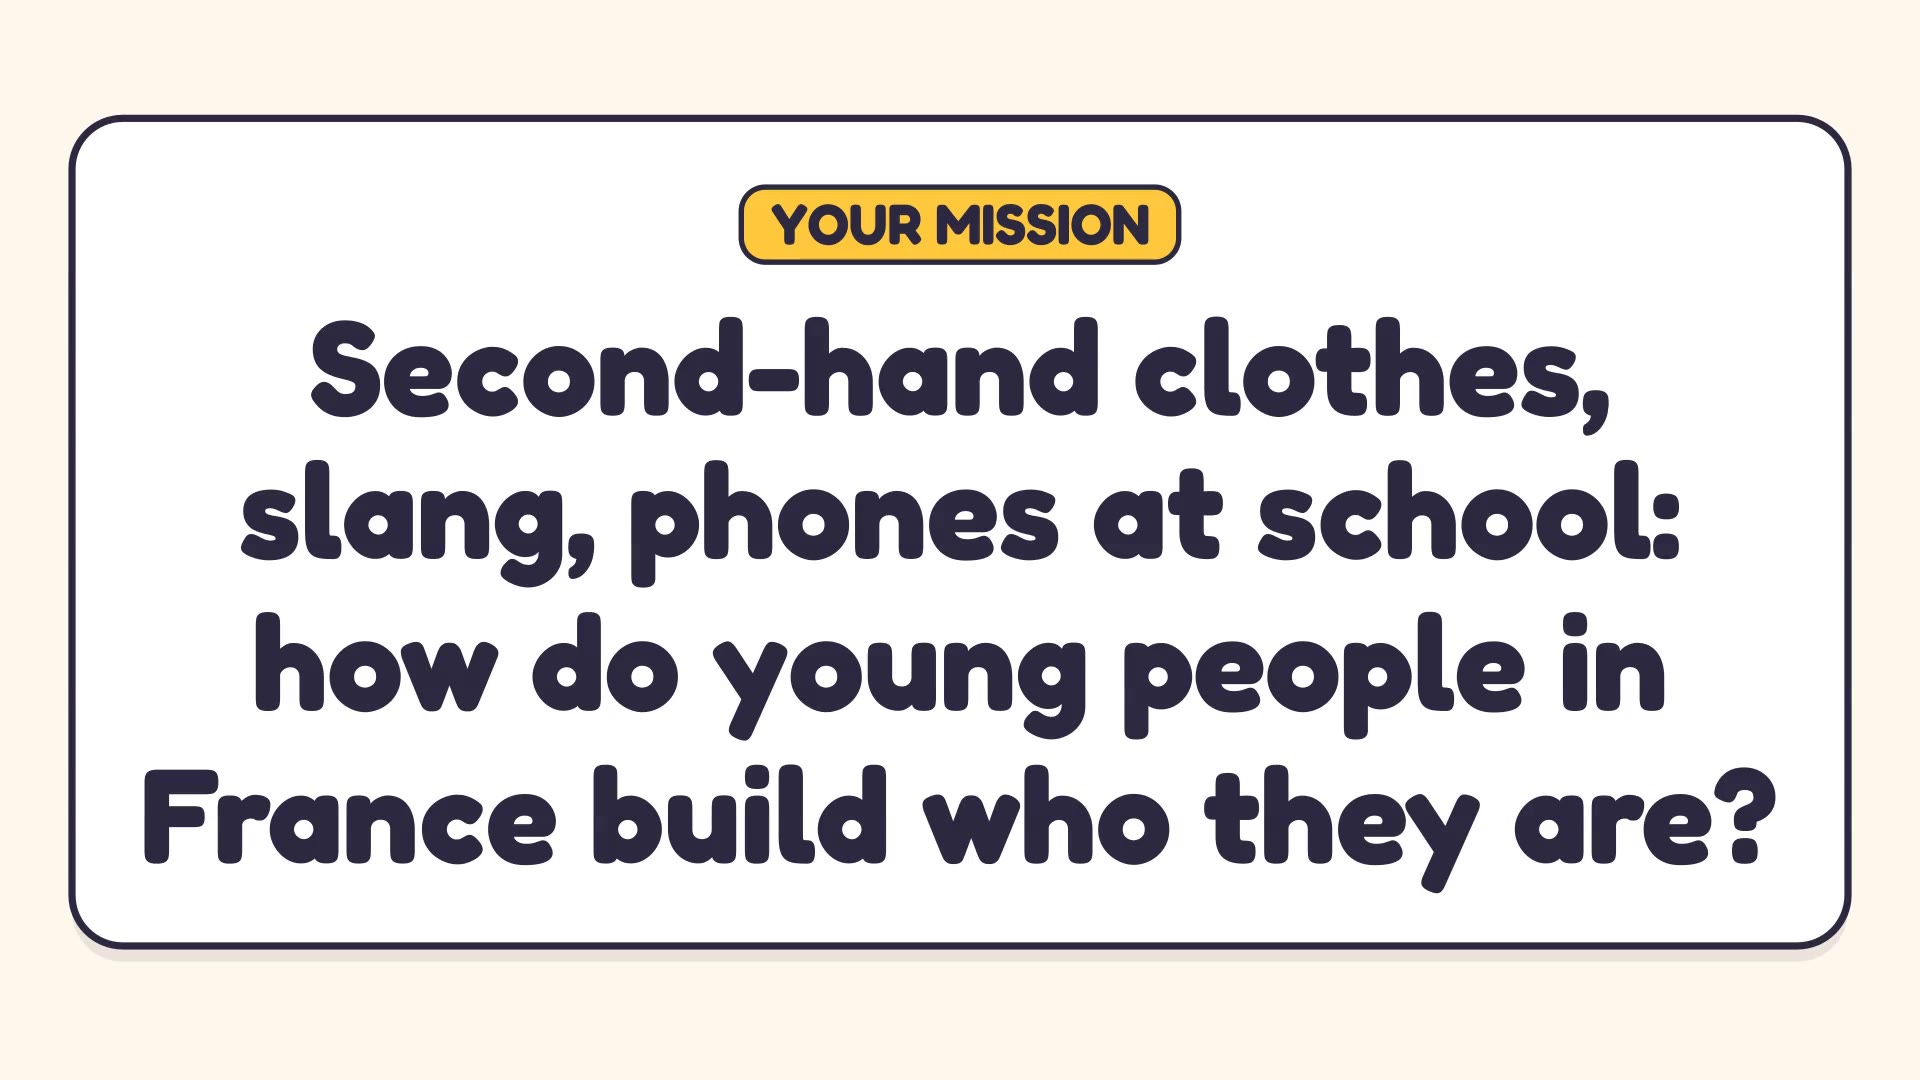 YOUR MISSION
Second-hand clothes,
slang, phones at school:
how do young people in
France build who they are?